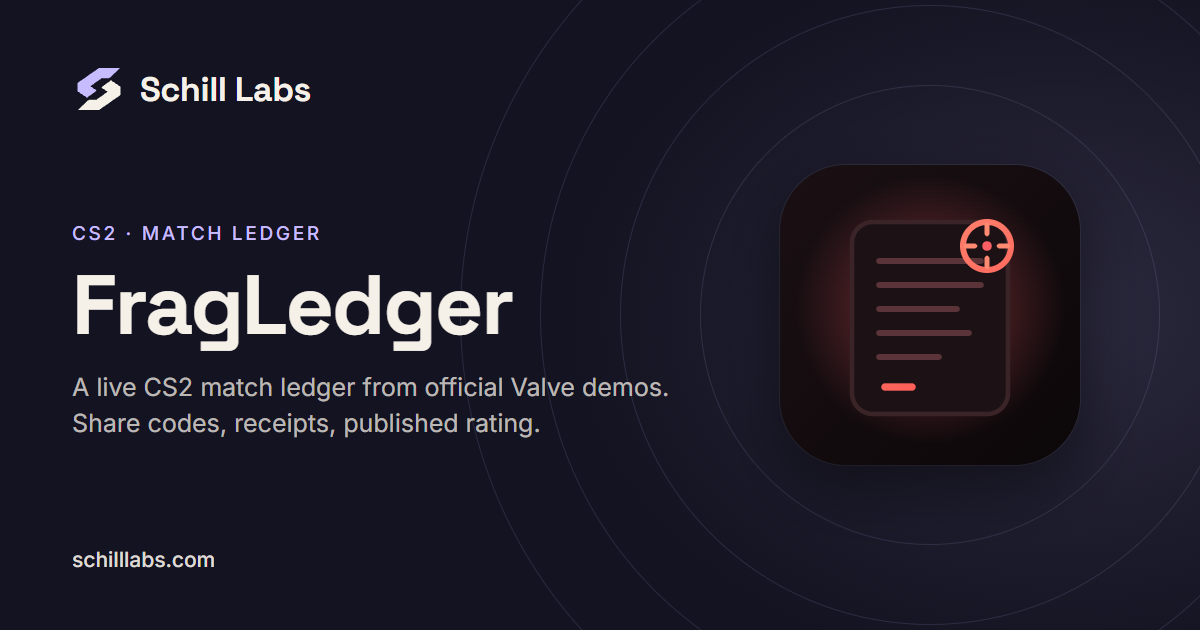 Schill Labs
CS2 · MATCH LEDGER
FragLedger
A live CS2 match ledger from official Valve demos.
Share codes, receipts, published rating.
schilllabs.com